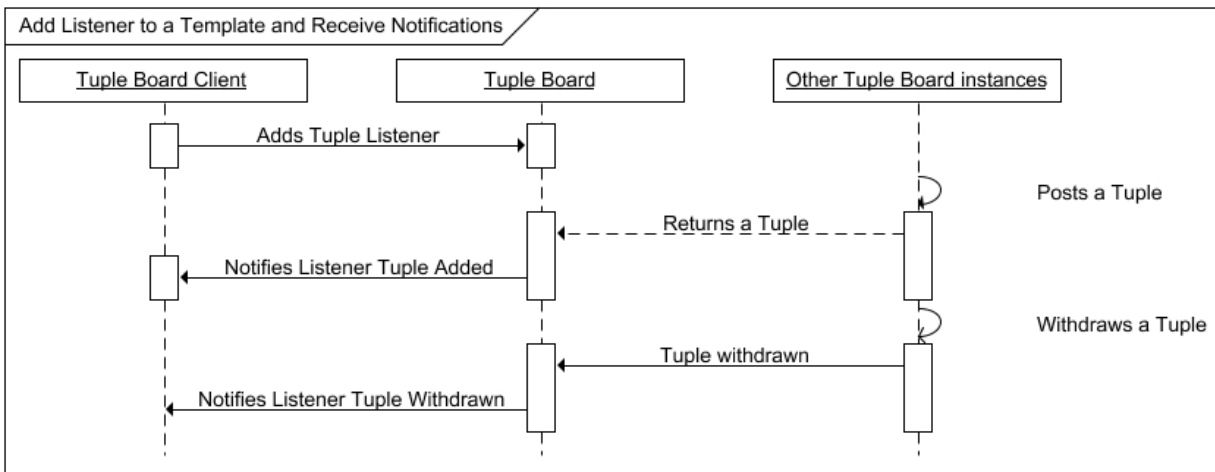 Add Listener to a Template and Receive Notifications
Tuple Board Client
Tuple Board
Other Tuple Board instances
Adds Tuple Listener
Posts a Tuple
Returns a Tuple
Notifies Listener Tuple Added
Withdraws a Tuple
Tuple withdrawn
Notifies Listener Tuple Withdrawn